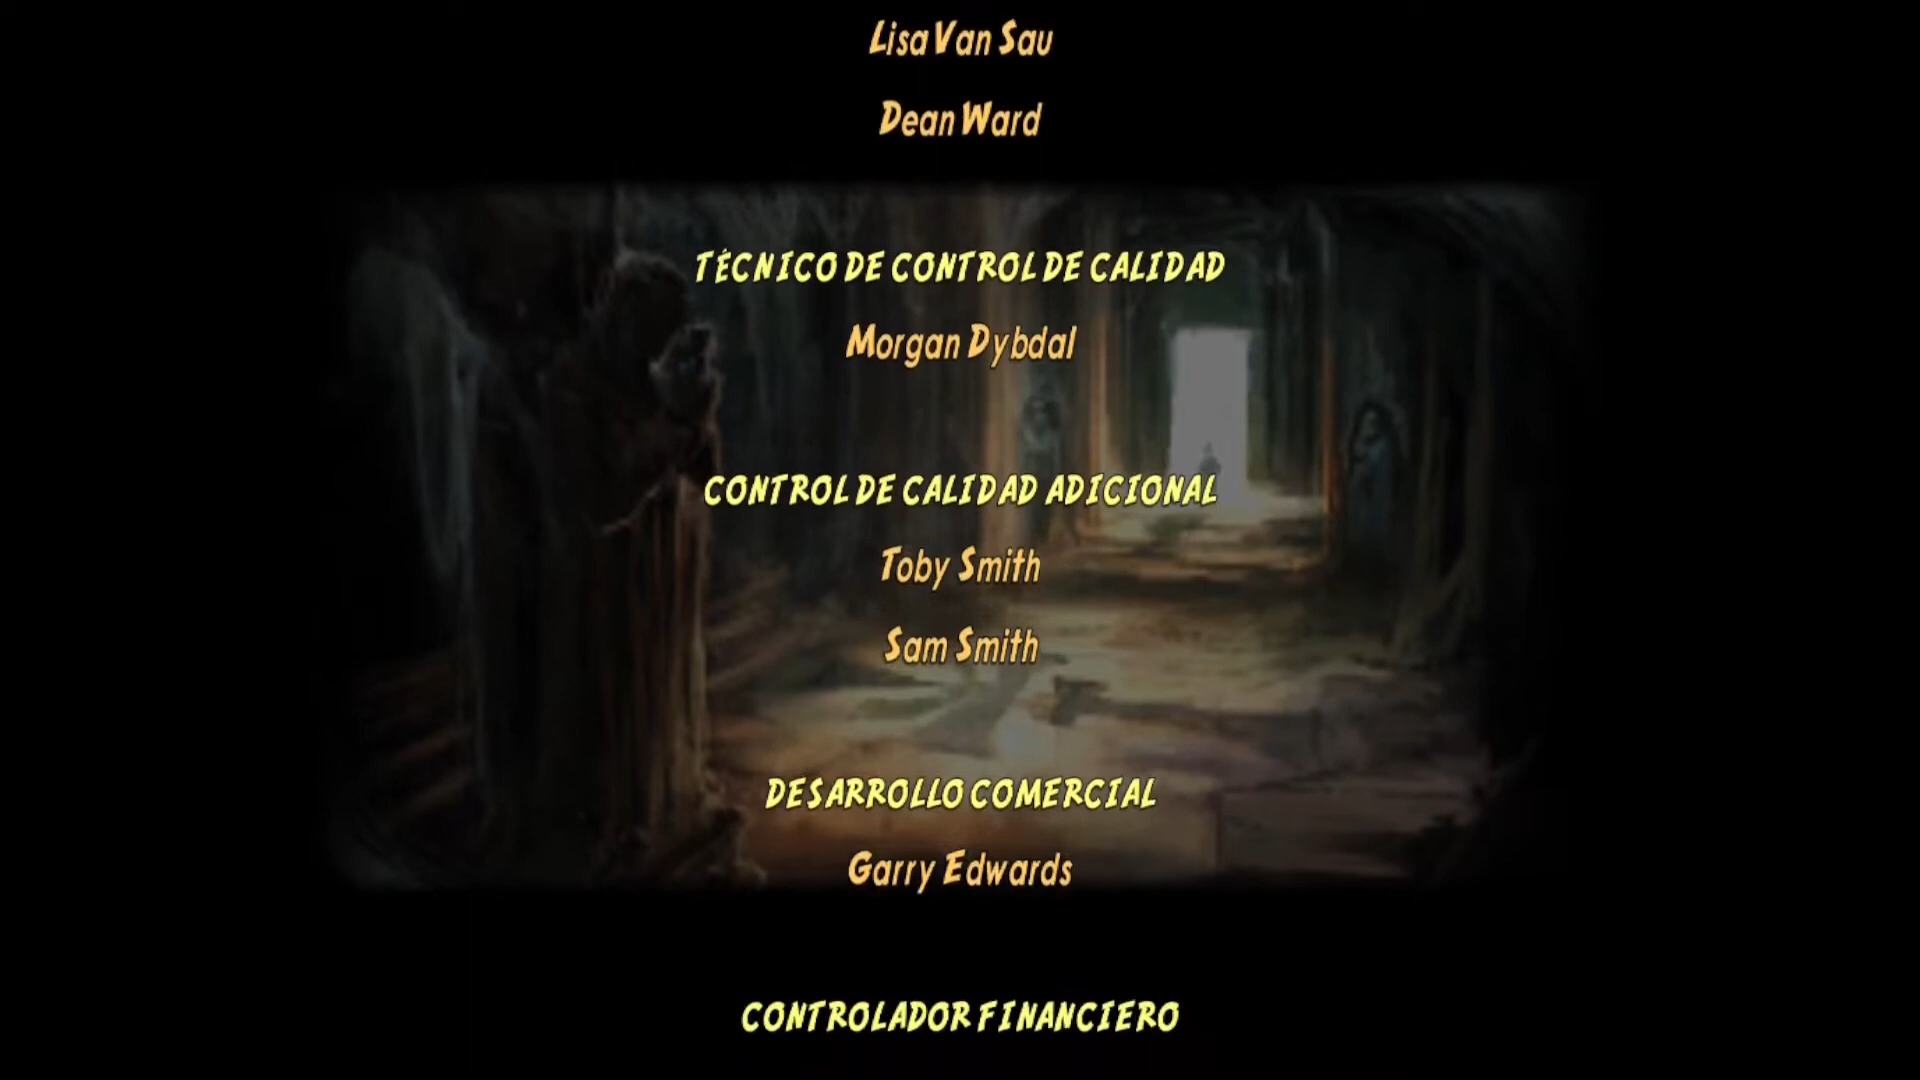 Lisa Van Sau
Dean Ward
TÉCNICO DE CONTROL DE CALIDAD
Morgan Dybdal
CONTROL DE CALIDAD ADICIONAL
Toby Smith
Sam Smith
DESARROLLO COMERCIAL
Garry Edwards
CONTROLADOR FINANCIERO